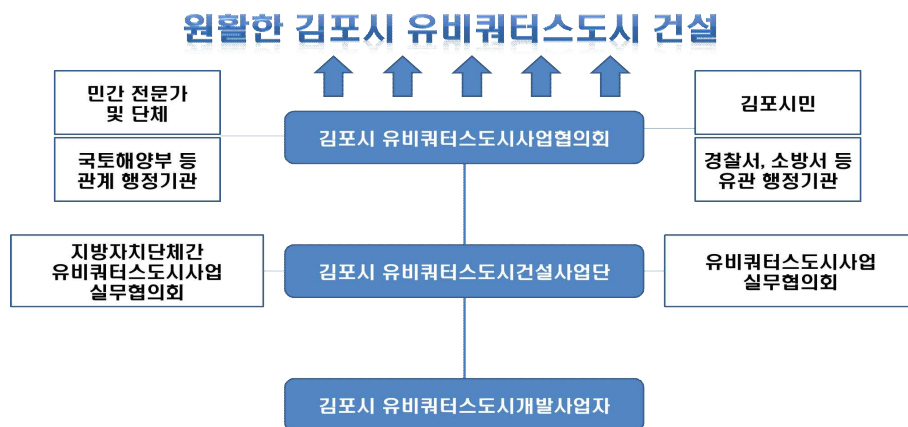 원활한 김포시 유비쿼터스도시 건설
민간 전문가
및 단체
김포시민
김포시 유비쿼터스도시사업협의회
국토해양부 등
관계 행정기관
경찰서, 소방서 등
유관 행정기관
지방자치단체간
유비쿼터스도시사업
실무협의회
김포시 유비쿼터스도시건설사업단
유비쿼터스도시사업
실무협의회
김포시 유비쿼터스도시개발사업자